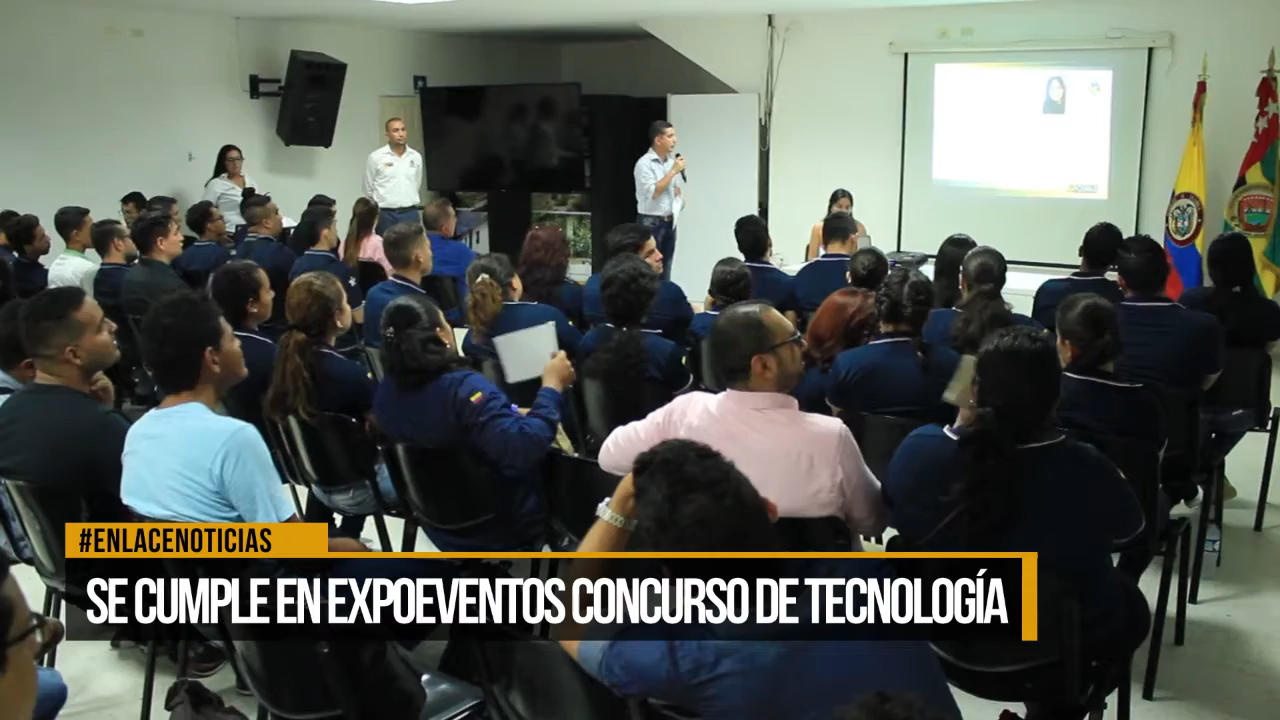 #ENLACENOTICIAS
SE CUMPLE EN EXPOEVENTOS CONCURSO DE TECNOLOGÍA